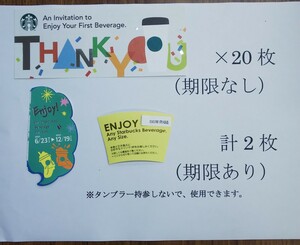 An Invitation to
Enjoy Your First Beverage.
THANK YOU
×20枚
(期限なし)
Enjoy!
6/23 12/19
ENJOY
Any Starbucks Beverage.
Any Size.
計2枚
(期限あり)
※タンブラー持参しないで、使用できます。